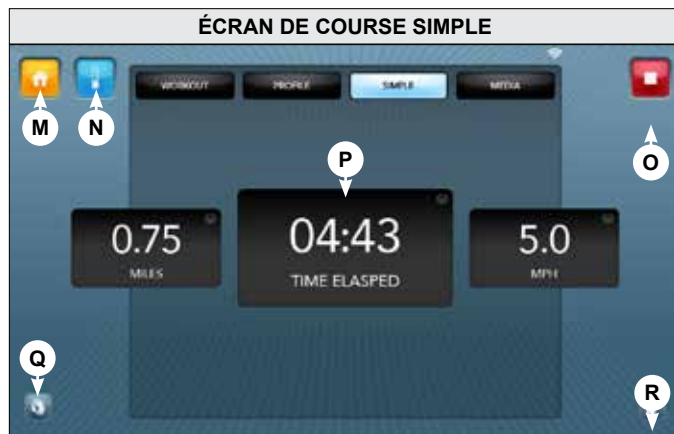 ÉCRAN DE COURSE SIMPLE
WORKOUT PROFILE SIMPLE MEDIA
M N O
P
0.75 04:43 5.0
MILES TIME ELASPED MPH
Q R